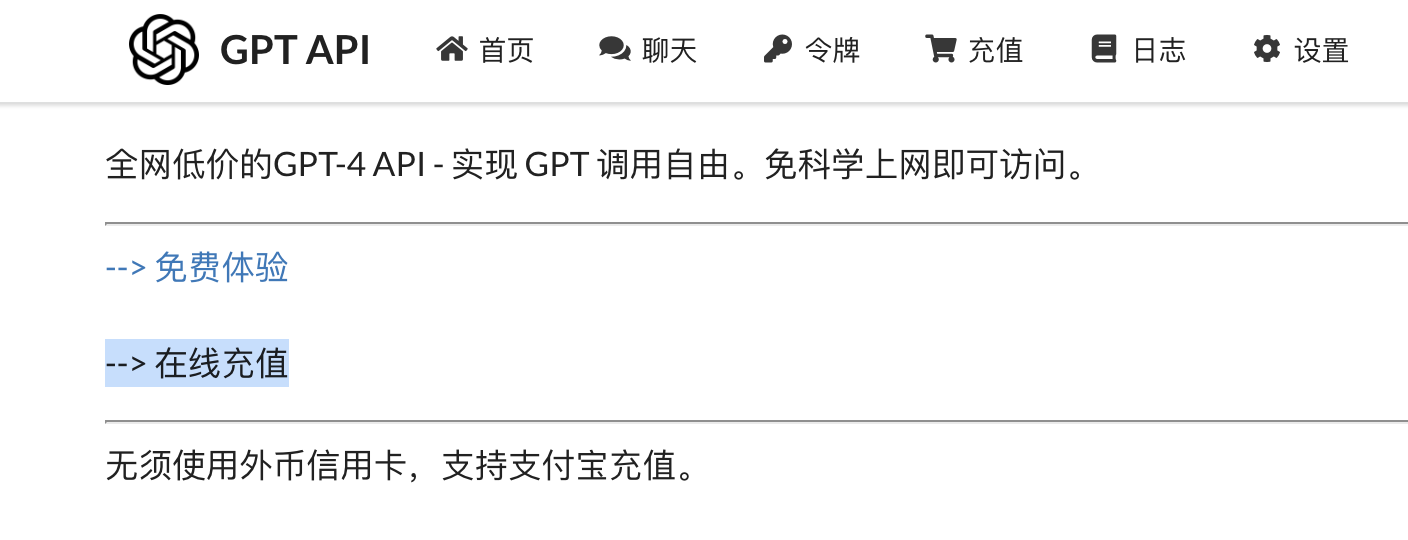 GPT API 首页 聊天 令牌 充值 日志 设置
全网低价的GPT-4 API - 实现 GPT 调用自由。免科学上网即可访问。
--> 免费体验
--> 在线充值
无须使用外币信用卡，支持支付宝充值。